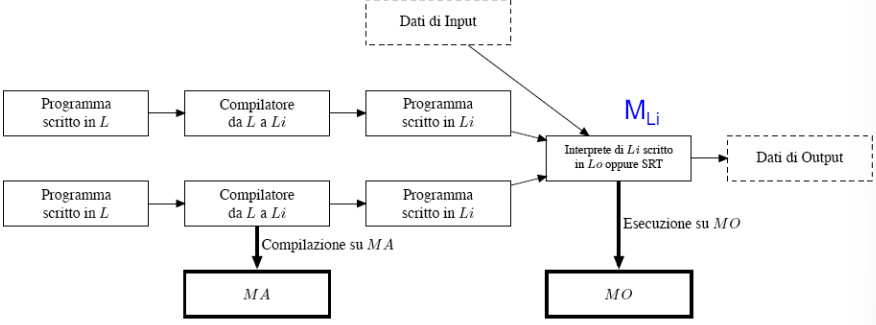 Dati di Input
Programma
scritto in L
Compilatore
da L a Li
Programma
scritto in Li
M_Li
Interprete di Li scritto
in Lo oppure SRT
Dati di Output
Programma
scritto in L
Compilatore
da L a Li
Programma
scritto in Li
Compilazione su MA
Esecuzione su MO
MA
MO